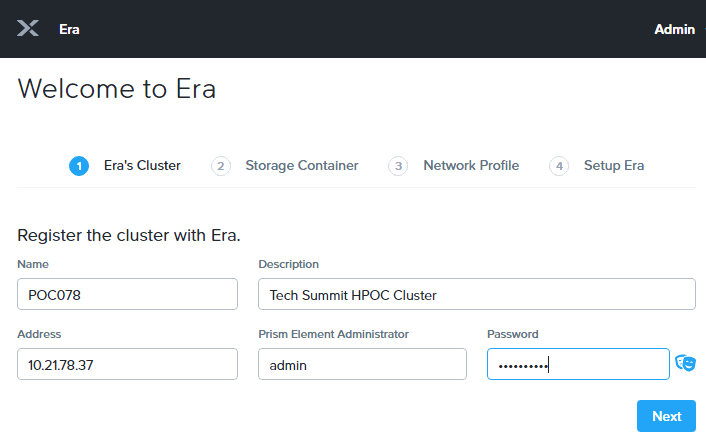 Era Admin
Welcome to Era
1 Era's Cluster 2 Storage Container 3 Network Profile 4 Setup Era
Register the cluster with Era.
Name Description
POC078 Tech Summit HPOC Cluster
Address Prism Element Administrator Password
10.21.78.37 admin ••••••••••
Next